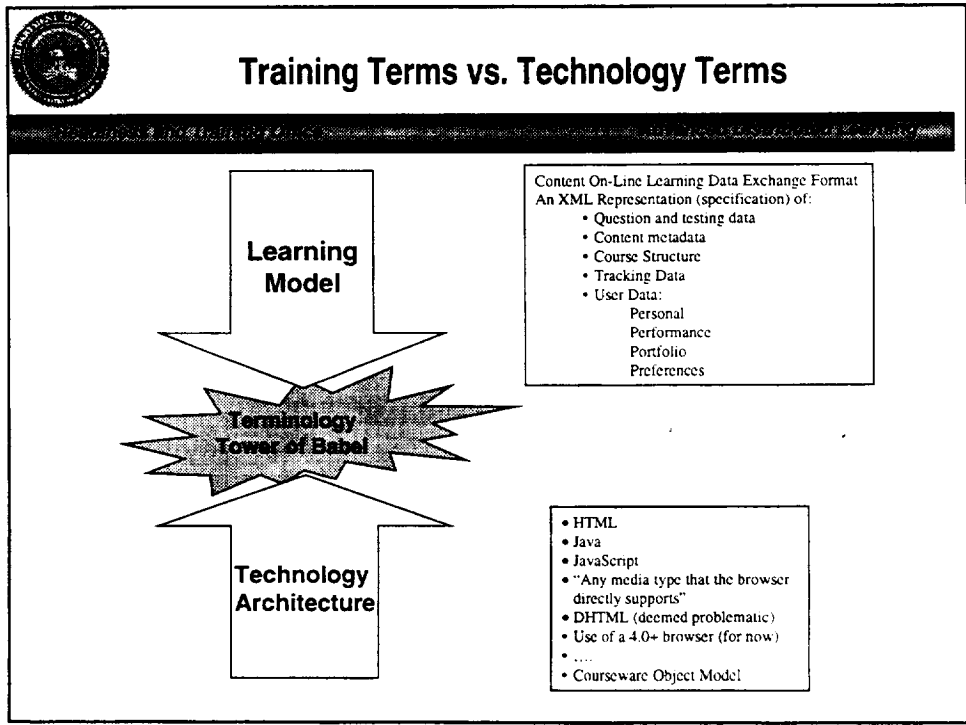 DEPARTMENT OF DEFENSE
Training Terms vs. Technology Terms
Learning
Model
Content On-Line Learning Data Exchange Format
An XML Representation (specification) of:
• Question and testing data
• Content metadata
• Course Structure
• Tracking Data
• User Data:
Personal
Performance
Portfolio
Preferences
Terminology
Tower of Babel
Technology
Architecture
• HTML
• Java
• JavaScript
• “Any media type that the browser
directly supports”
• DHTML (deemed problematic)
• Use of a 4.0+ browser (for now)
• ....
• Courseware Object Model